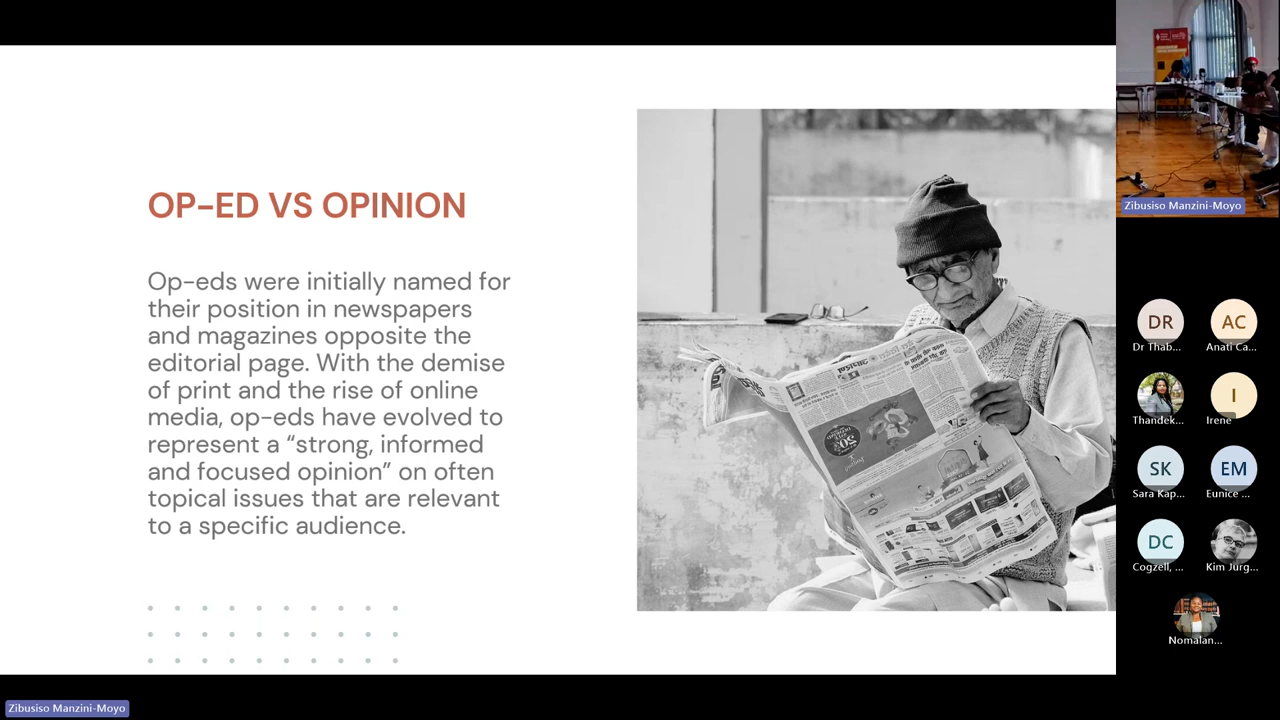 OP-ED VS OPINION
Op-eds were initially named for
their position in newspapers
and magazines opposite the
editorial page. With the demise
of print and the rise of online
media, op-eds have evolved to
represent a “strong, informed
and focused opinion” on often
topical issues that are relevant
to a specific audience.
Zibusiso Manzini-Moyo
Zibusiso Manzini-Moyo
DR
AC
Dr Thab...
Anati Ca...
I
Thandek...
Irene
SK
EM
Sara Kap...
Eunice ...
DC
Cogzell, ...
Kim Jurg...
Nomalan...